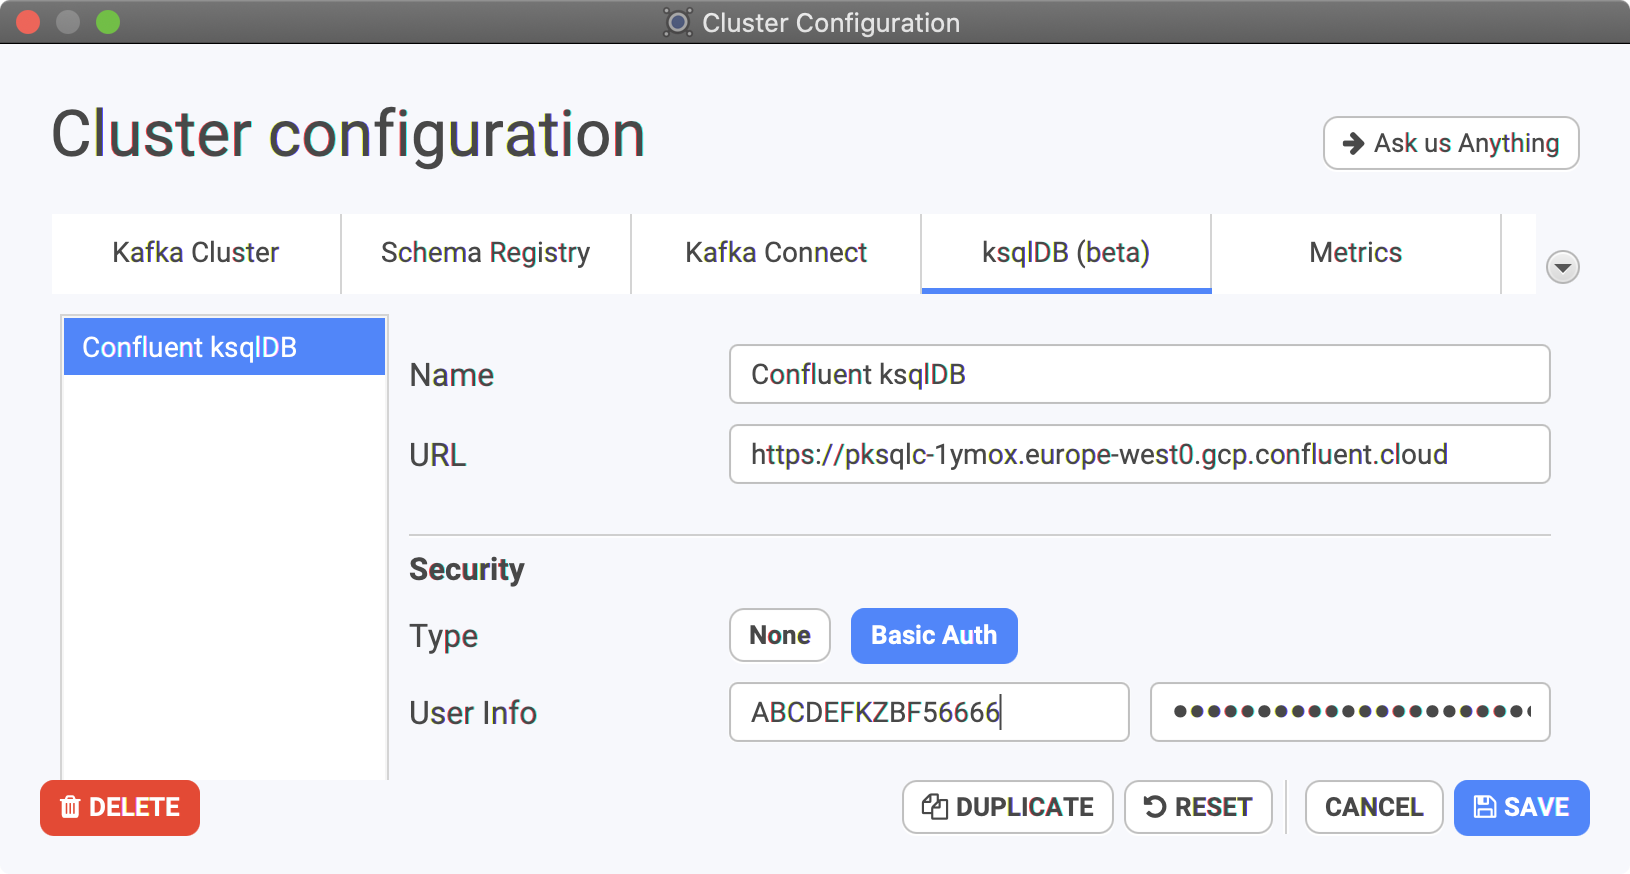 Cluster Configuration
Cluster configuration
Ask us Anything
Kafka Cluster
Schema Registry
Kafka Connect
ksqlDB (beta)
Metrics
Confluent ksqlDB
Name
Confluent ksqlDB
URL
https://pksqlc-1ymox.europe-west0.gcp.confluent.cloud
Security
Type
None
Basic Auth
User Info
ABCDEFKZBF56666
DELETE
DUPLICATE
RESET
CANCEL
SAVE